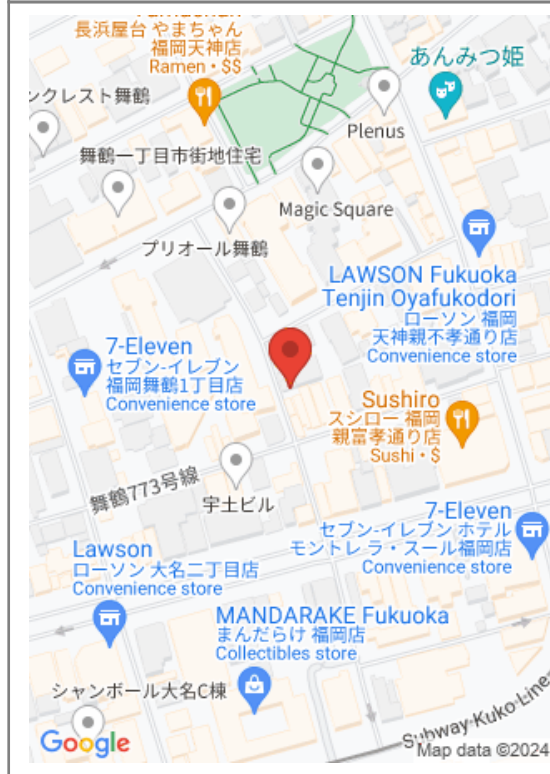 長浜屋台 やまちゃん
福岡天神店
Ramen • $$
あんみつ姫
ンクレスト舞鶴
Plenus
舞鶴一丁目市街地住宅
Magic Square
プリオール舞鶴
LAWSON Fukuoka
Tenjin Oyafukodori
ローソン 福岡
天神親不孝通り店
Convenience store
7-Eleven
セブン-イレブン
福岡舞鶴1丁目店
Convenience store
Sushiro
スシロー 福岡
親富孝通り店
Sushi • $
舞鶴773号線
宇土ビル
7-Eleven
セブン-イレブン ホテル
モントレ ラ・スール福岡店
Convenience store
Lawson
ローソン 大名二丁目店
Convenience store
MANDARAKE Fukuoka
まんだらけ 福岡店
Collectibles store
シャンボール大名C棟
Subway Kuko Line
Google
Map data ©2024